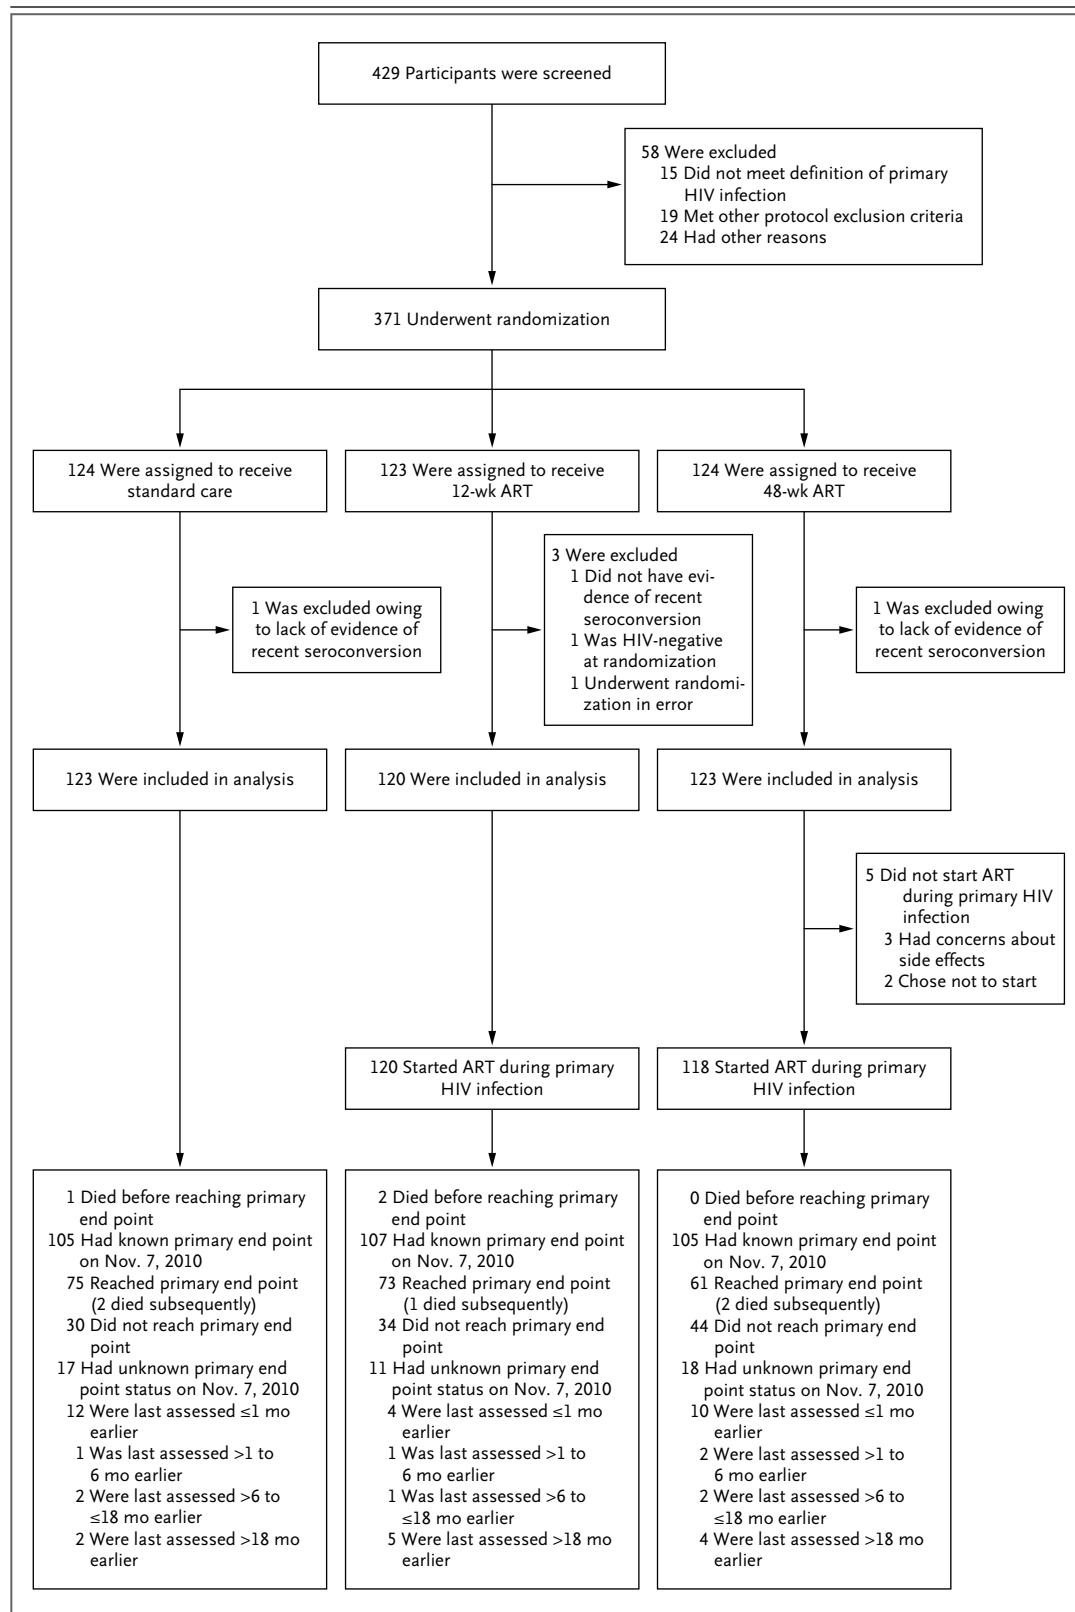 429 Participants were screened
58 Were excluded
15 Did not meet definition of primary
HIV infection
19 Met other protocol exclusion criteria
24 Had other reasons
371 Underwent randomization
124 Were assigned to receive
standard care
123 Were assigned to receive
12-wk ART
124 Were assigned to receive
48-wk ART
1 Was excluded owing
to lack of evidence of
recent seroconversion
3 Were excluded
1 Did not have evi-
dence of recent
seroconversion
1 Was HIV-negative
at randomization
1 Underwent randomi-
zation in error
1 Was excluded owing
to lack of evidence of
recent seroconversion
123 Were included in analysis
120 Were included in analysis
123 Were included in analysis
5 Did not start ART
during primary HIV
infection
3 Had concerns about
side effects
2 Chose not to start
120 Started ART during primary
HIV infection
118 Started ART during primary
HIV infection
1 Died before reaching primary
end point
105 Had known primary end point
on Nov. 7, 2010
75 Reached primary end point
(2 died subsequently)
30 Did not reach primary end
point
17 Had unknown primary end
point status on Nov. 7, 2010
12 Were last assessed ≤1 mo
earlier
1 Was last assessed >1 to
6 mo earlier
2 Were last assessed >6 to
≤18 mo earlier
2 Were last assessed >18 mo
earlier
2 Died before reaching primary
end point
107 Had known primary end point
on Nov. 7, 2010
73 Reached primary end point
(1 died subsequently)
34 Did not reach primary end
point
11 Had unknown primary end
point status on Nov. 7, 2010
4 Were last assessed ≤1 mo
earlier
1 Was last assessed >1 to
6 mo earlier
1 Was last assessed >6 to
≤18 mo earlier
5 Were last assessed >18 mo
earlier
0 Died before reaching primary
end point
105 Had known primary end point
on Nov. 7, 2010
61 Reached primary end point
(2 died subsequently)
44 Did not reach primary end
point
18 Had unknown primary end
point status on Nov. 7, 2010
10 Were last assessed ≤1 mo
earlier
2 Were last assessed >1 to
6 mo earlier
2 Were last assessed >6 to
≤18 mo earlier
4 Were last assessed >18 mo
earlier